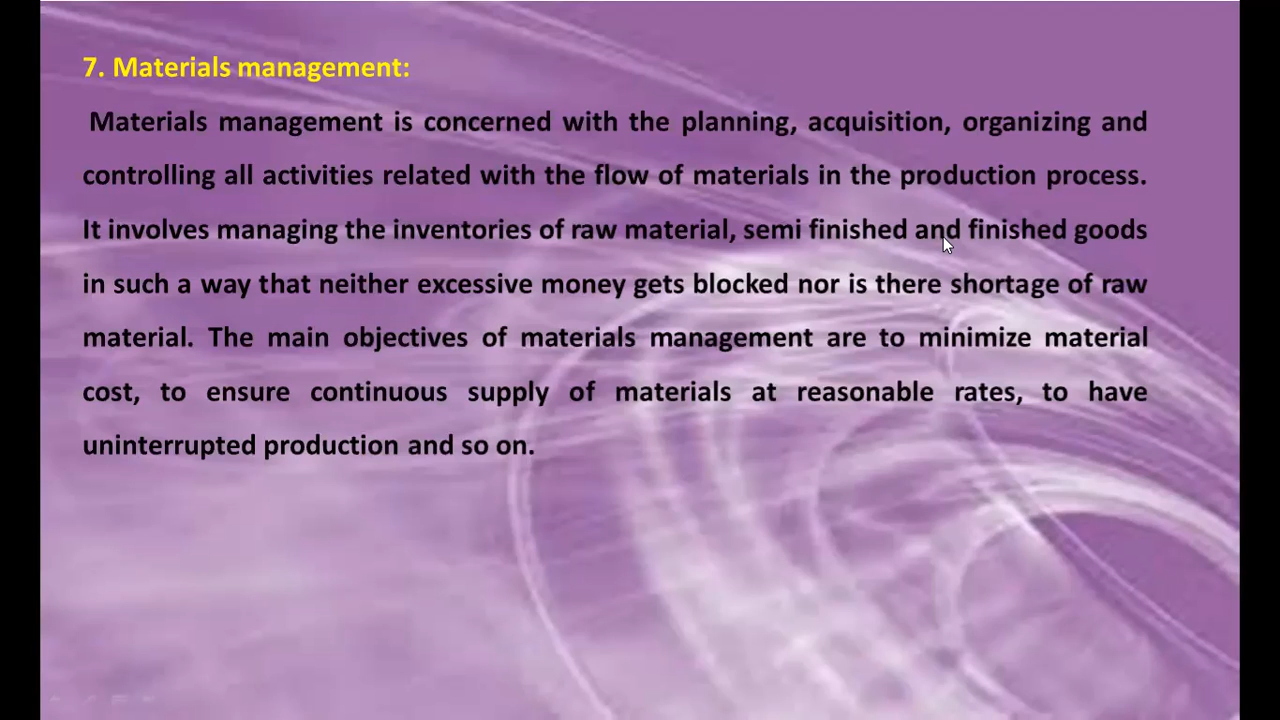 7. Materials management:
Materials management is concerned with the planning, acquisition, organizing and
controlling all activities related with the flow of materials in the production process.
It involves managing the inventories of raw material, semi finished and finished goods
in such a way that neither excessive money gets blocked nor is there shortage of raw
material. The main objectives of materials management are to minimize material
cost, to ensure continuous supply of materials at reasonable rates, to have
uninterrupted production and so on.